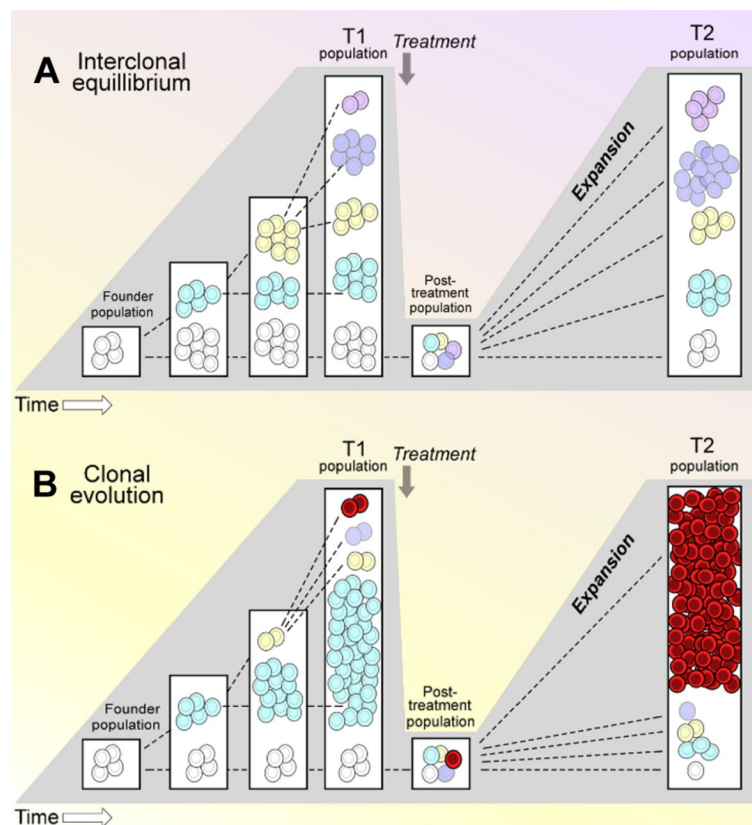 A Interclonal
equillibrium
T1
population
Treatment
T2
population
Expansion
Founder
population
Post-
treatment
population
Time
B Clonal
evolution
T1
population
Treatment
T2
population
Expansion
Founder
population
Post-
treatment
population
Time